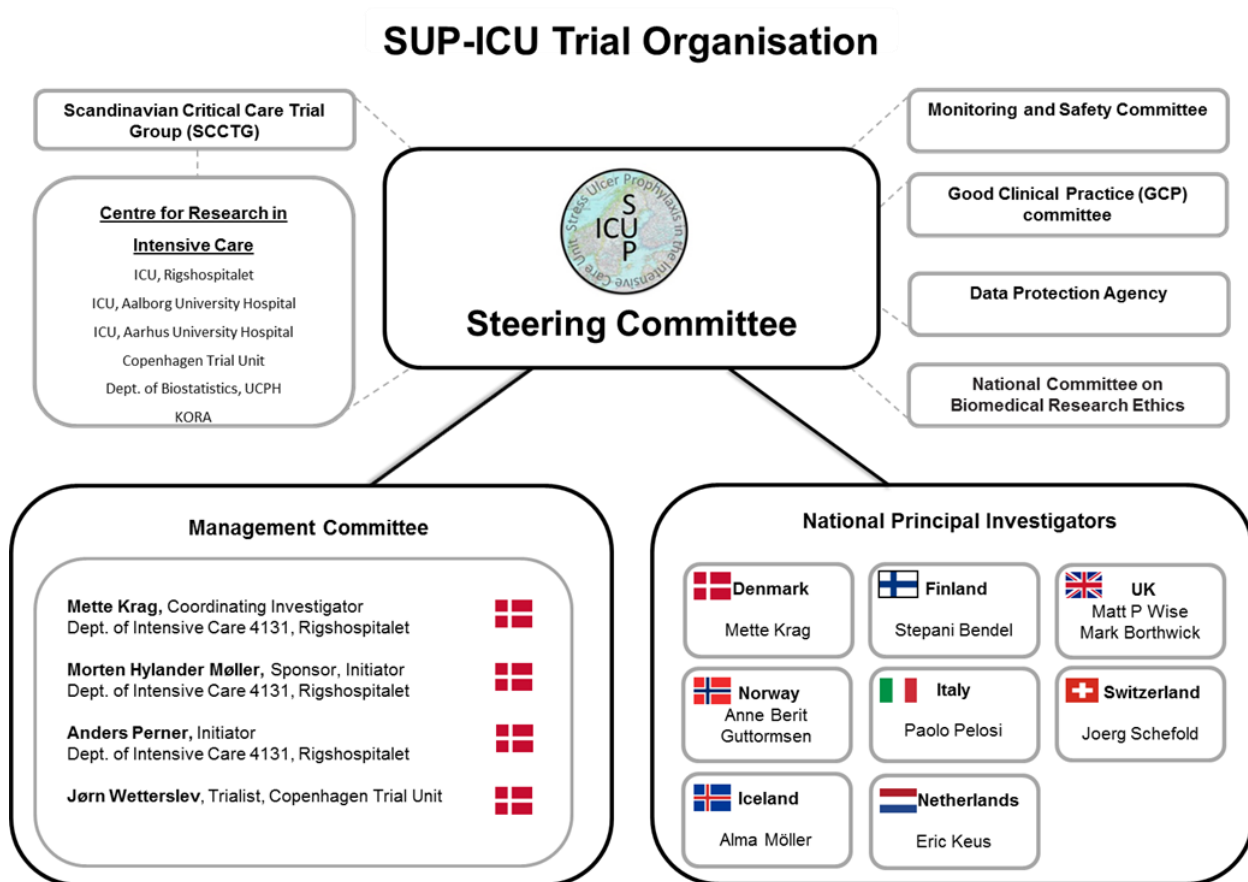 SUP-ICU Trial Organisation
Scandinavian Critical Care Trial
Group (SCCTG)
Centre for Research in
Intensive Care
ICU, Rigshospitalet
ICU, Aalborg University Hospital
ICU, Aarhus University Hospital
Copenhagen Trial Unit
Dept. of Biostatistics, UCPH
KORA
Stress Ulcer Prophylaxis in the Intensive Care Unit
SUP
ICU
Steering Committee
Monitoring and Safety Committee
Good Clinical Practice (GCP)
committee
Data Protection Agency
National Committee on
Biomedical Research Ethics
Management Committee
Mette Krag, Coordinating Investigator
Dept. of Intensive Care 4131, Rigshospitalet
Morten Hylander Møller, Sponsor, Initiator
Dept. of Intensive Care 4131, Rigshospitalet
Anders Perner, Initiator
Dept. of Intensive Care 4131, Rigshospitalet
Jørn Wetterslev, Trialist, Copenhagen Trial Unit
National Principal Investigators
Denmark
Mette Krag
Finland
Stepani Bendel
UK
Matt P Wise
Mark Borthwick
Norway
Anne Berit
Guttormsen
Italy
Paolo Pelosi
Switzerland
Joerg Schefold
Iceland
Alma Möller
Netherlands
Eric Keus